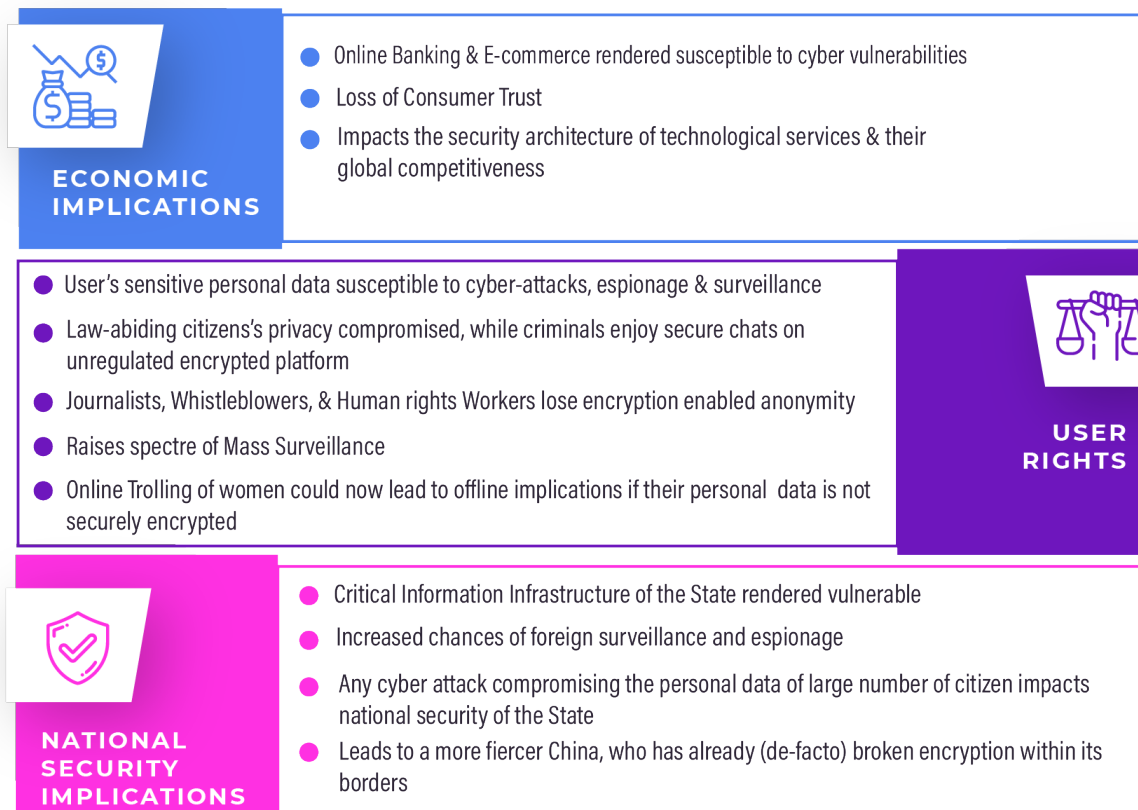 ECONOMIC
IMPLICATIONS
Online Banking & E-commerce rendered susceptible to cyber vulnerabilities
Loss of Consumer Trust
Impacts the security architecture of technological services & their
global competitiveness
User's sensitive personal data susceptible to cyber-attacks, espionage & surveillance
Law-abiding citizens's privacy compromised, while criminals enjoy secure chats on
unregulated encrypted platform
Journalists, Whistleblowers, & Human rights Workers lose encryption enabled anonymity
Raises spectre of Mass Surveillance
Online Trolling of women could now lead to offline implications if their personal  data is not
securely encrypted
USER
RIGHTS
NATIONAL
SECURITY
IMPLICATIONS
Critical Information Infrastructure of the State rendered vulnerable
Increased chances of foreign surveillance and espionage
Any cyber attack compromising the personal data of large number of citizen impacts
national security of the State
Leads to a more fiercer China, who has already (de-facto) broken encryption within its
borders